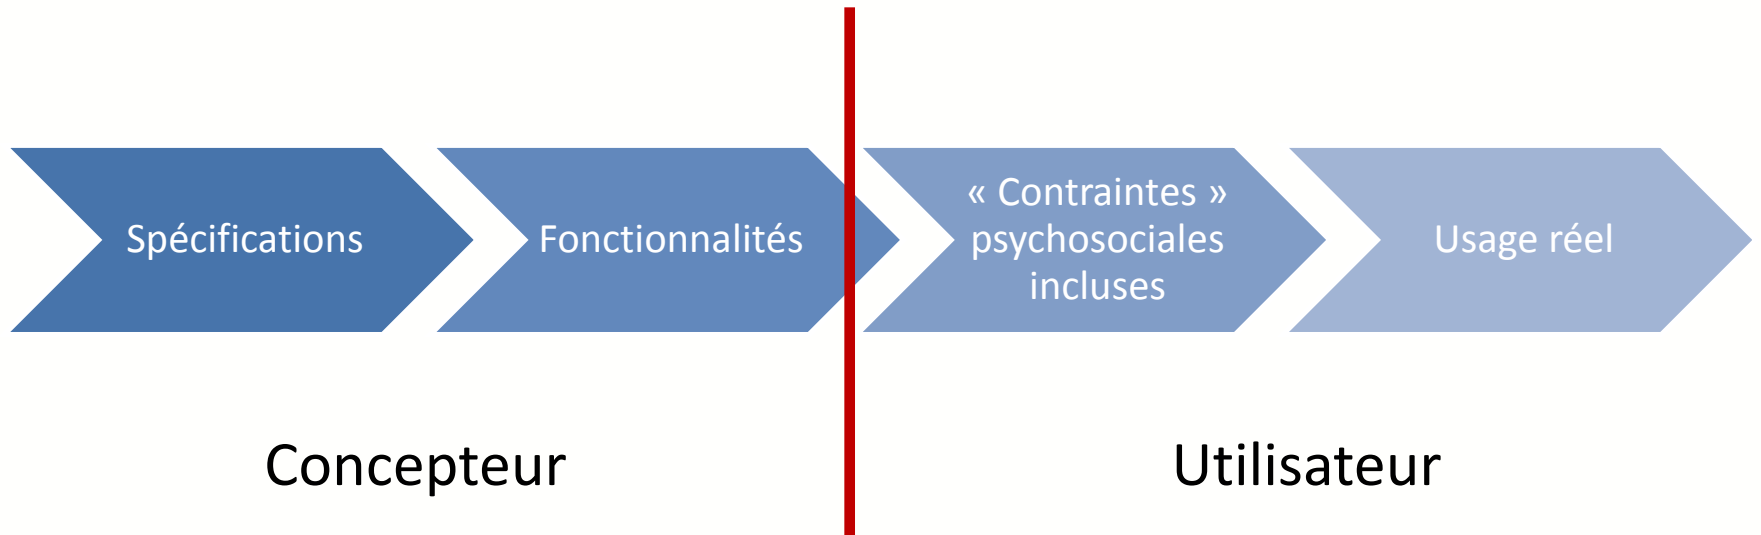 Spécifications
Fonctionnalités
« Contraintes »
psychosociales
incluses
Usage réel
Concepteur
Utilisateur